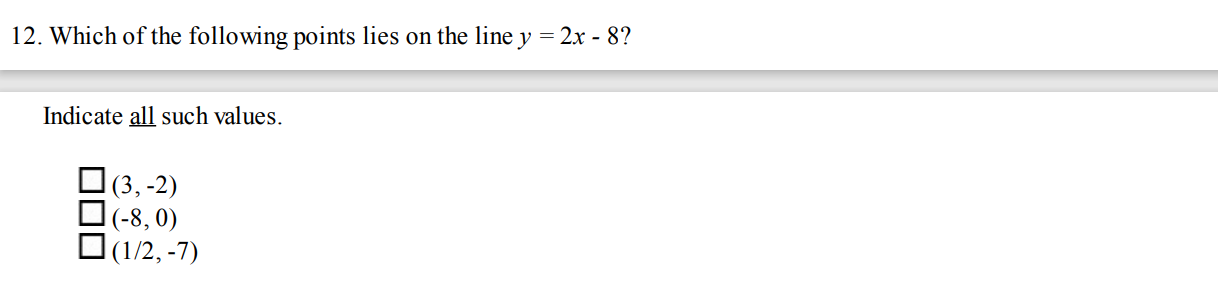 12. Which of the following points lies on the line y = 2x - 8?
Indicate all such values.
(3, -2)
(-8, 0)
(1/2, -7)